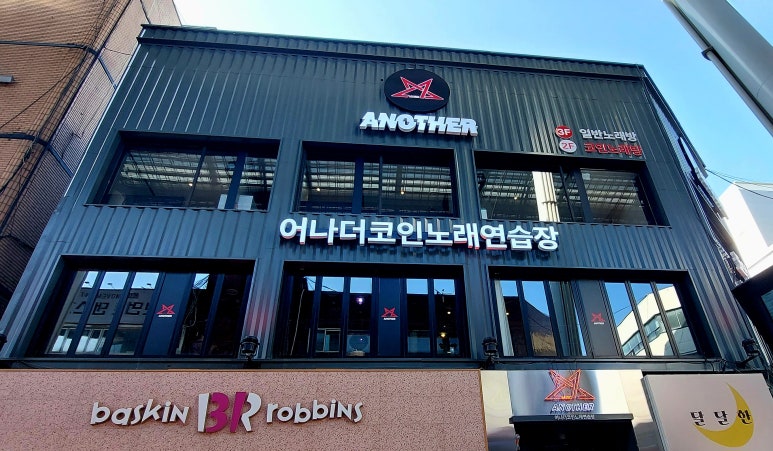 ANOTHER
3F 일반노래방
2F 코인노래방
어나더코인노래연습장
baskin BR robbins
ANOTHER
달달한